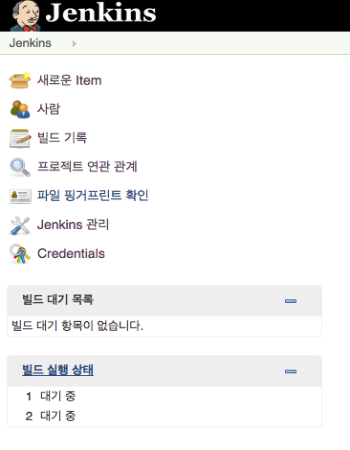 Jenkins
Jenkins
새로운 Item
사람
빌드 기록
프로젝트 연관 관계
파일 핑거프린트 확인
Jenkins 관리
Credentials
빌드 대기 목록
빌드 대기 항목이 없습니다.
빌드 실행 상태
1 대기 중
2 대기 중